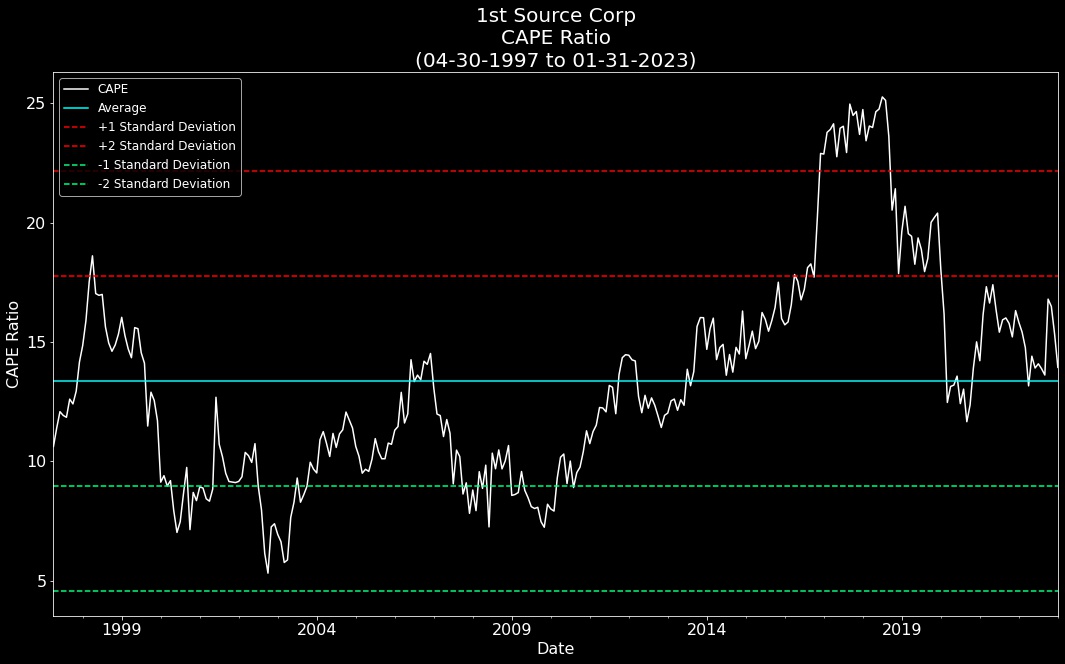 1st Source Corp
CAPE Ratio
(04-30-1997 to 01-31-2023)
CAPE
Average
+1 Standard Deviation
+2 Standard Deviation
-1 Standard Deviation
-2 Standard Deviation
25
20
15
10
5
CAPE Ratio
1999
2004
2009
2014
2019
Date